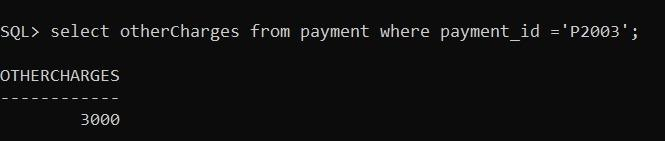 SQL> select otherCharges from payment where payment_id ='P2003';
OTHERCHARGES
------------
3000